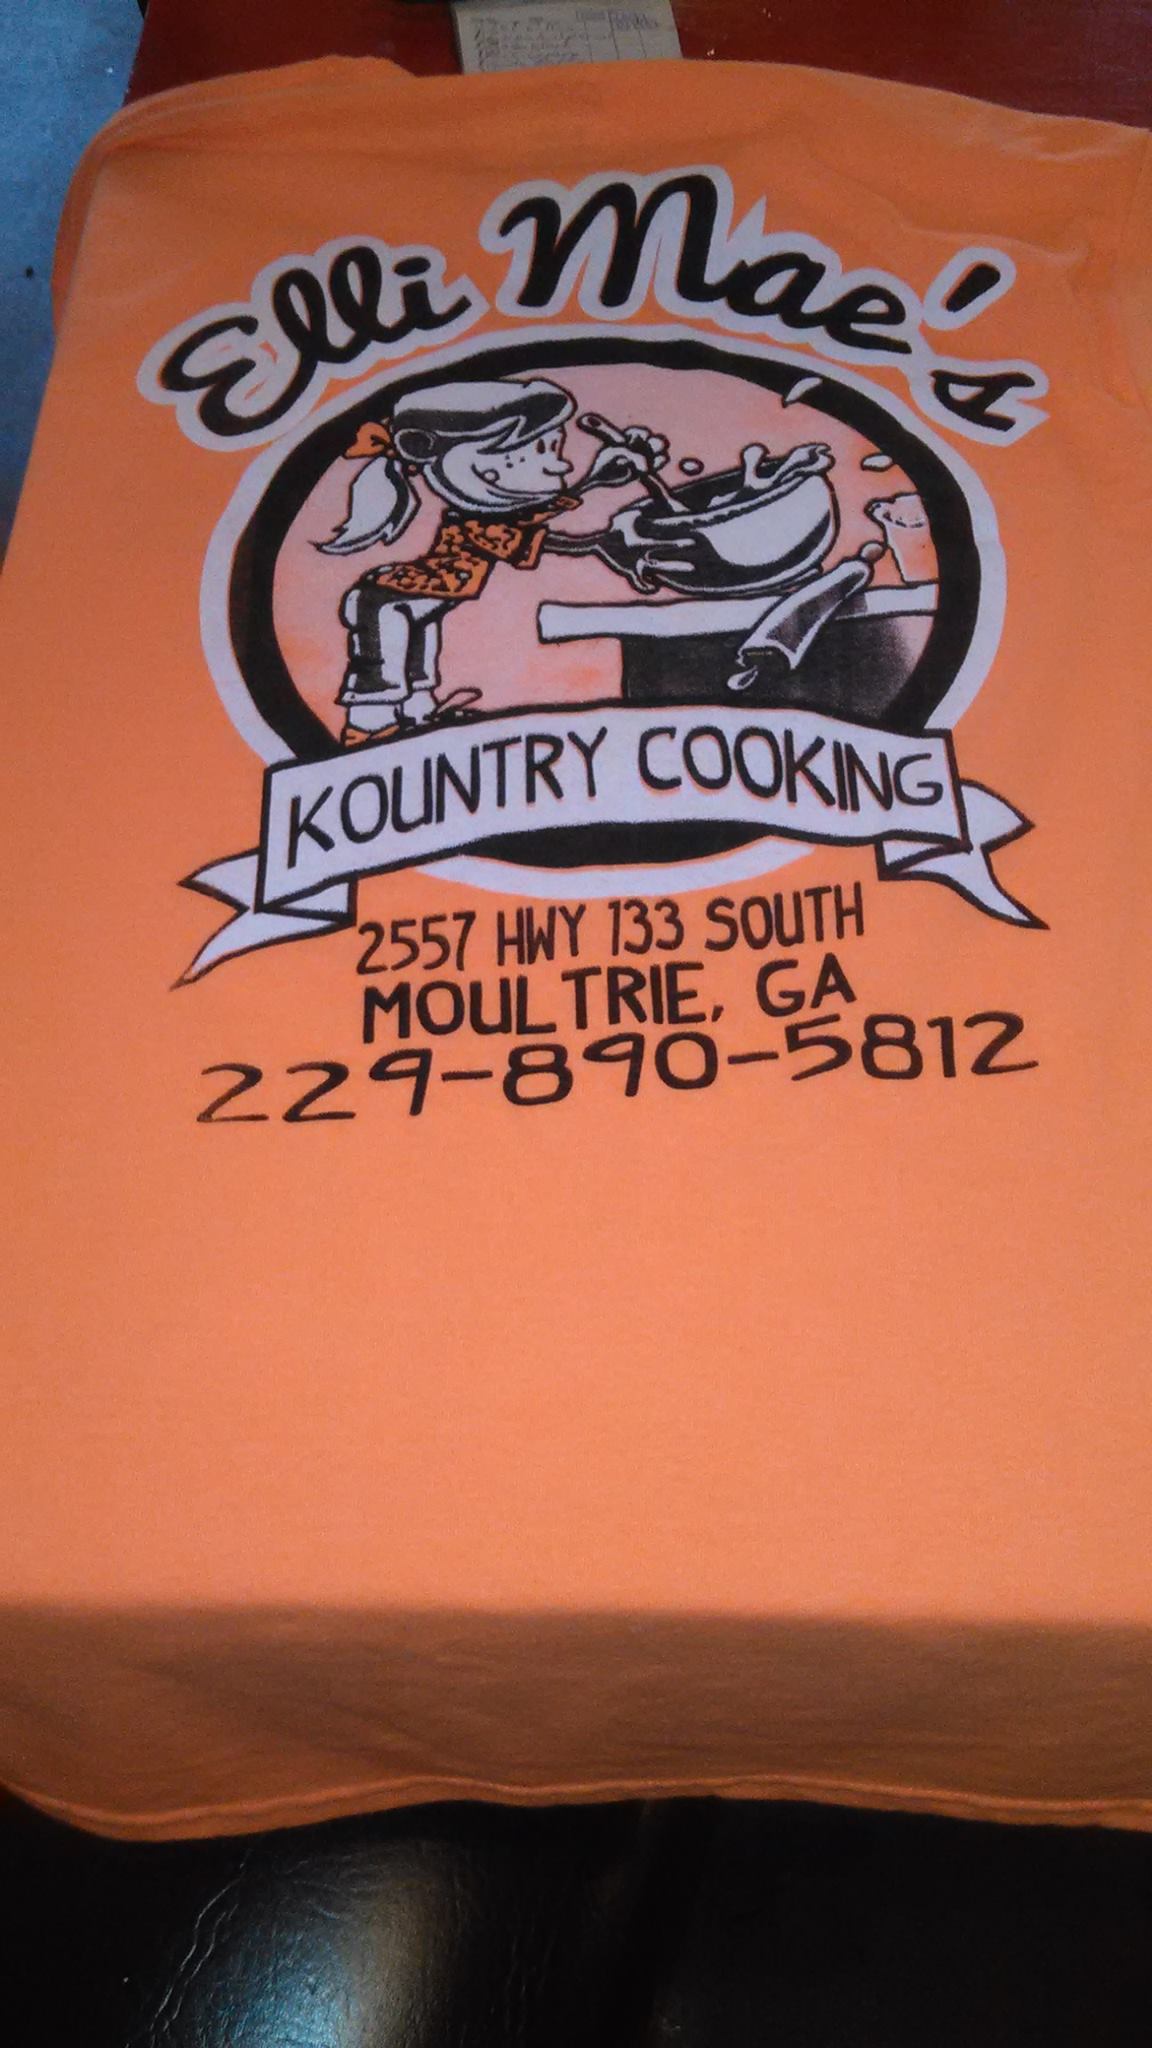 Elli Mae's
KOUNTRY COOKING
2557 HWY 133 SOUTH
MOULTRIE, GA
229-890-5812